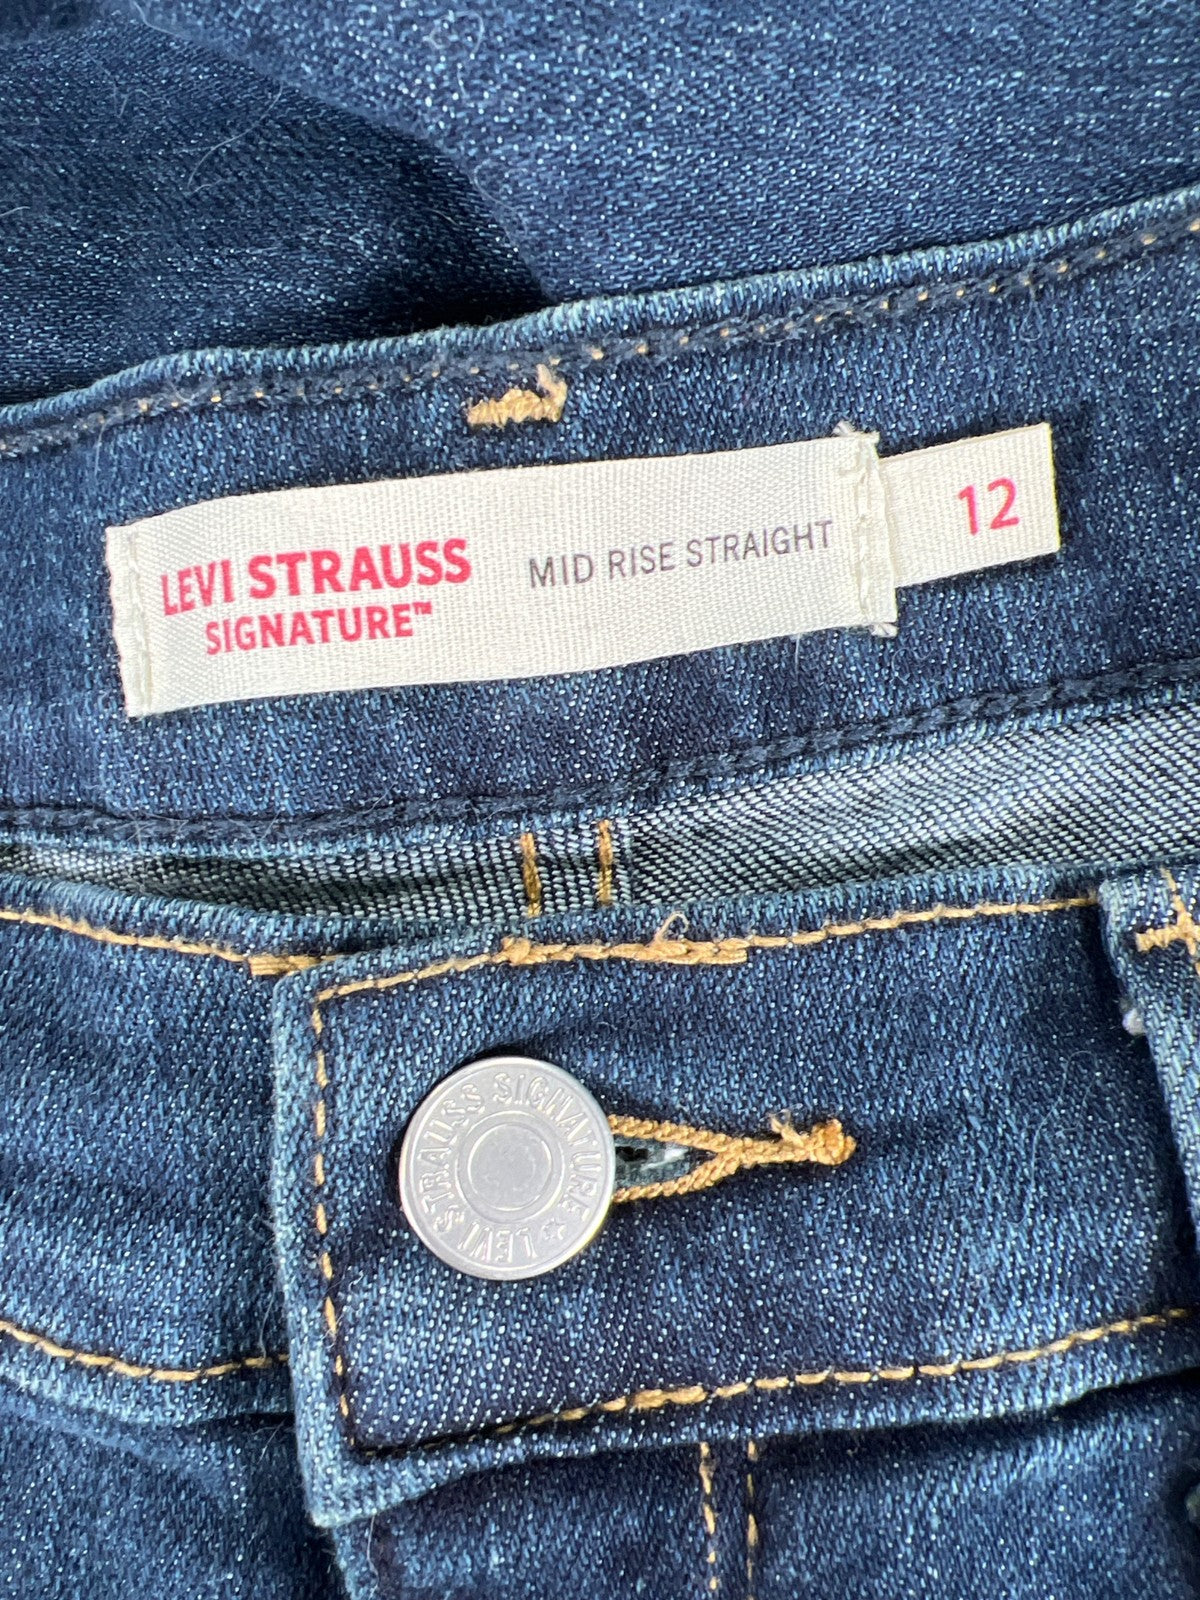 LEVI STRAUSS
SIGNATURE™
MID RISE STRAIGHT
12
LEVI STRAUSS SIGNATURE ★